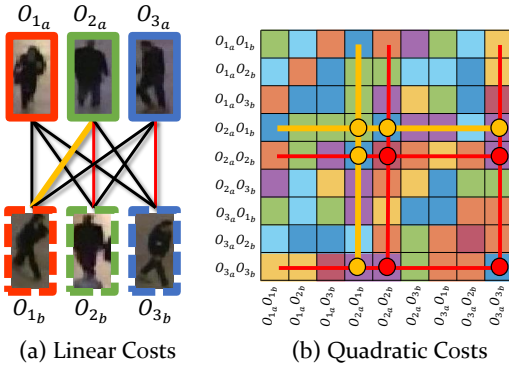 O1a O2a O3a
O1b O2b O3b
(a) Linear Costs
O1aO1b
O1aO2b
O1aO3b
O2aO1b
O2aO2b
O2aO3b
O3aO1b
O3aO2b
O3aO3b
O1aO1b O1aO2b O1aO3b O2aO1b O2aO2b O2aO3b O3aO1b O3aO2b O3aO3b
(b) Quadratic Costs